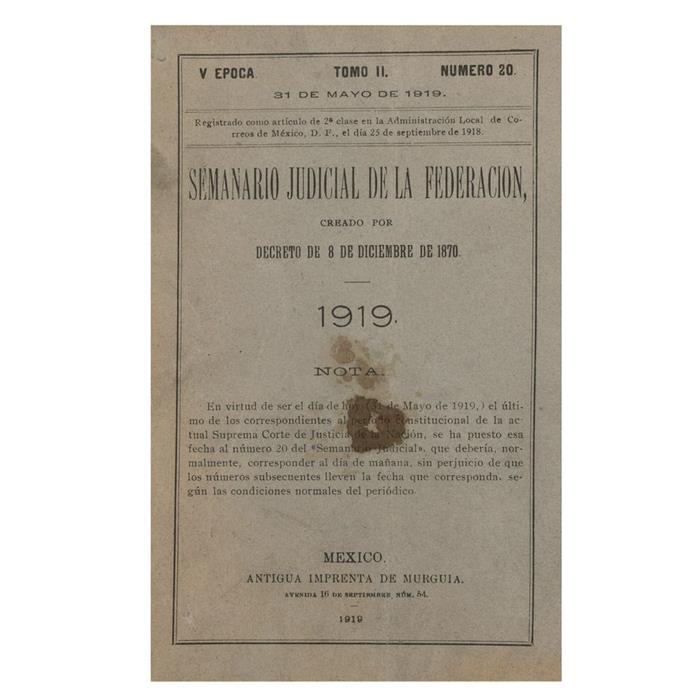 V EPOCA TOMO II. NUMERO 20.
31 DE MAYO DE 1919.
Registrado como artículo de 2ª clase en la Administración Local de Co-
rreos de México, D. F., el día 25 de septiembre de 1918.
SEMANARIO JUDICIAL DE LA FEDERACION,
CREADO POR
DECRETO DE 8 DE DICIEMBRE DE 1870.
1919.
NOTA.
En virtud de ser el día de hoy, (31 de Mayo de 1919,) el últi-
mo de los correspondientes al período constitucional de la ac-
tual Suprema Corte de Justicia de la Nación, se ha puesto esa
fecha al número 20 del "Semanario Judicial», que debería, nor-
malmente, corresponder al día de mañana, sin perjuicio de que
los números subsecuentes lleven la fecha que corresponda, se-
gún las condiciones normales del periódico.
MEXICO.
ANTIGUA IMPRENTA DE MURGUIA.
AVENIDA 16 DE SEPTIEMBRE, NÚM. 54.
1919